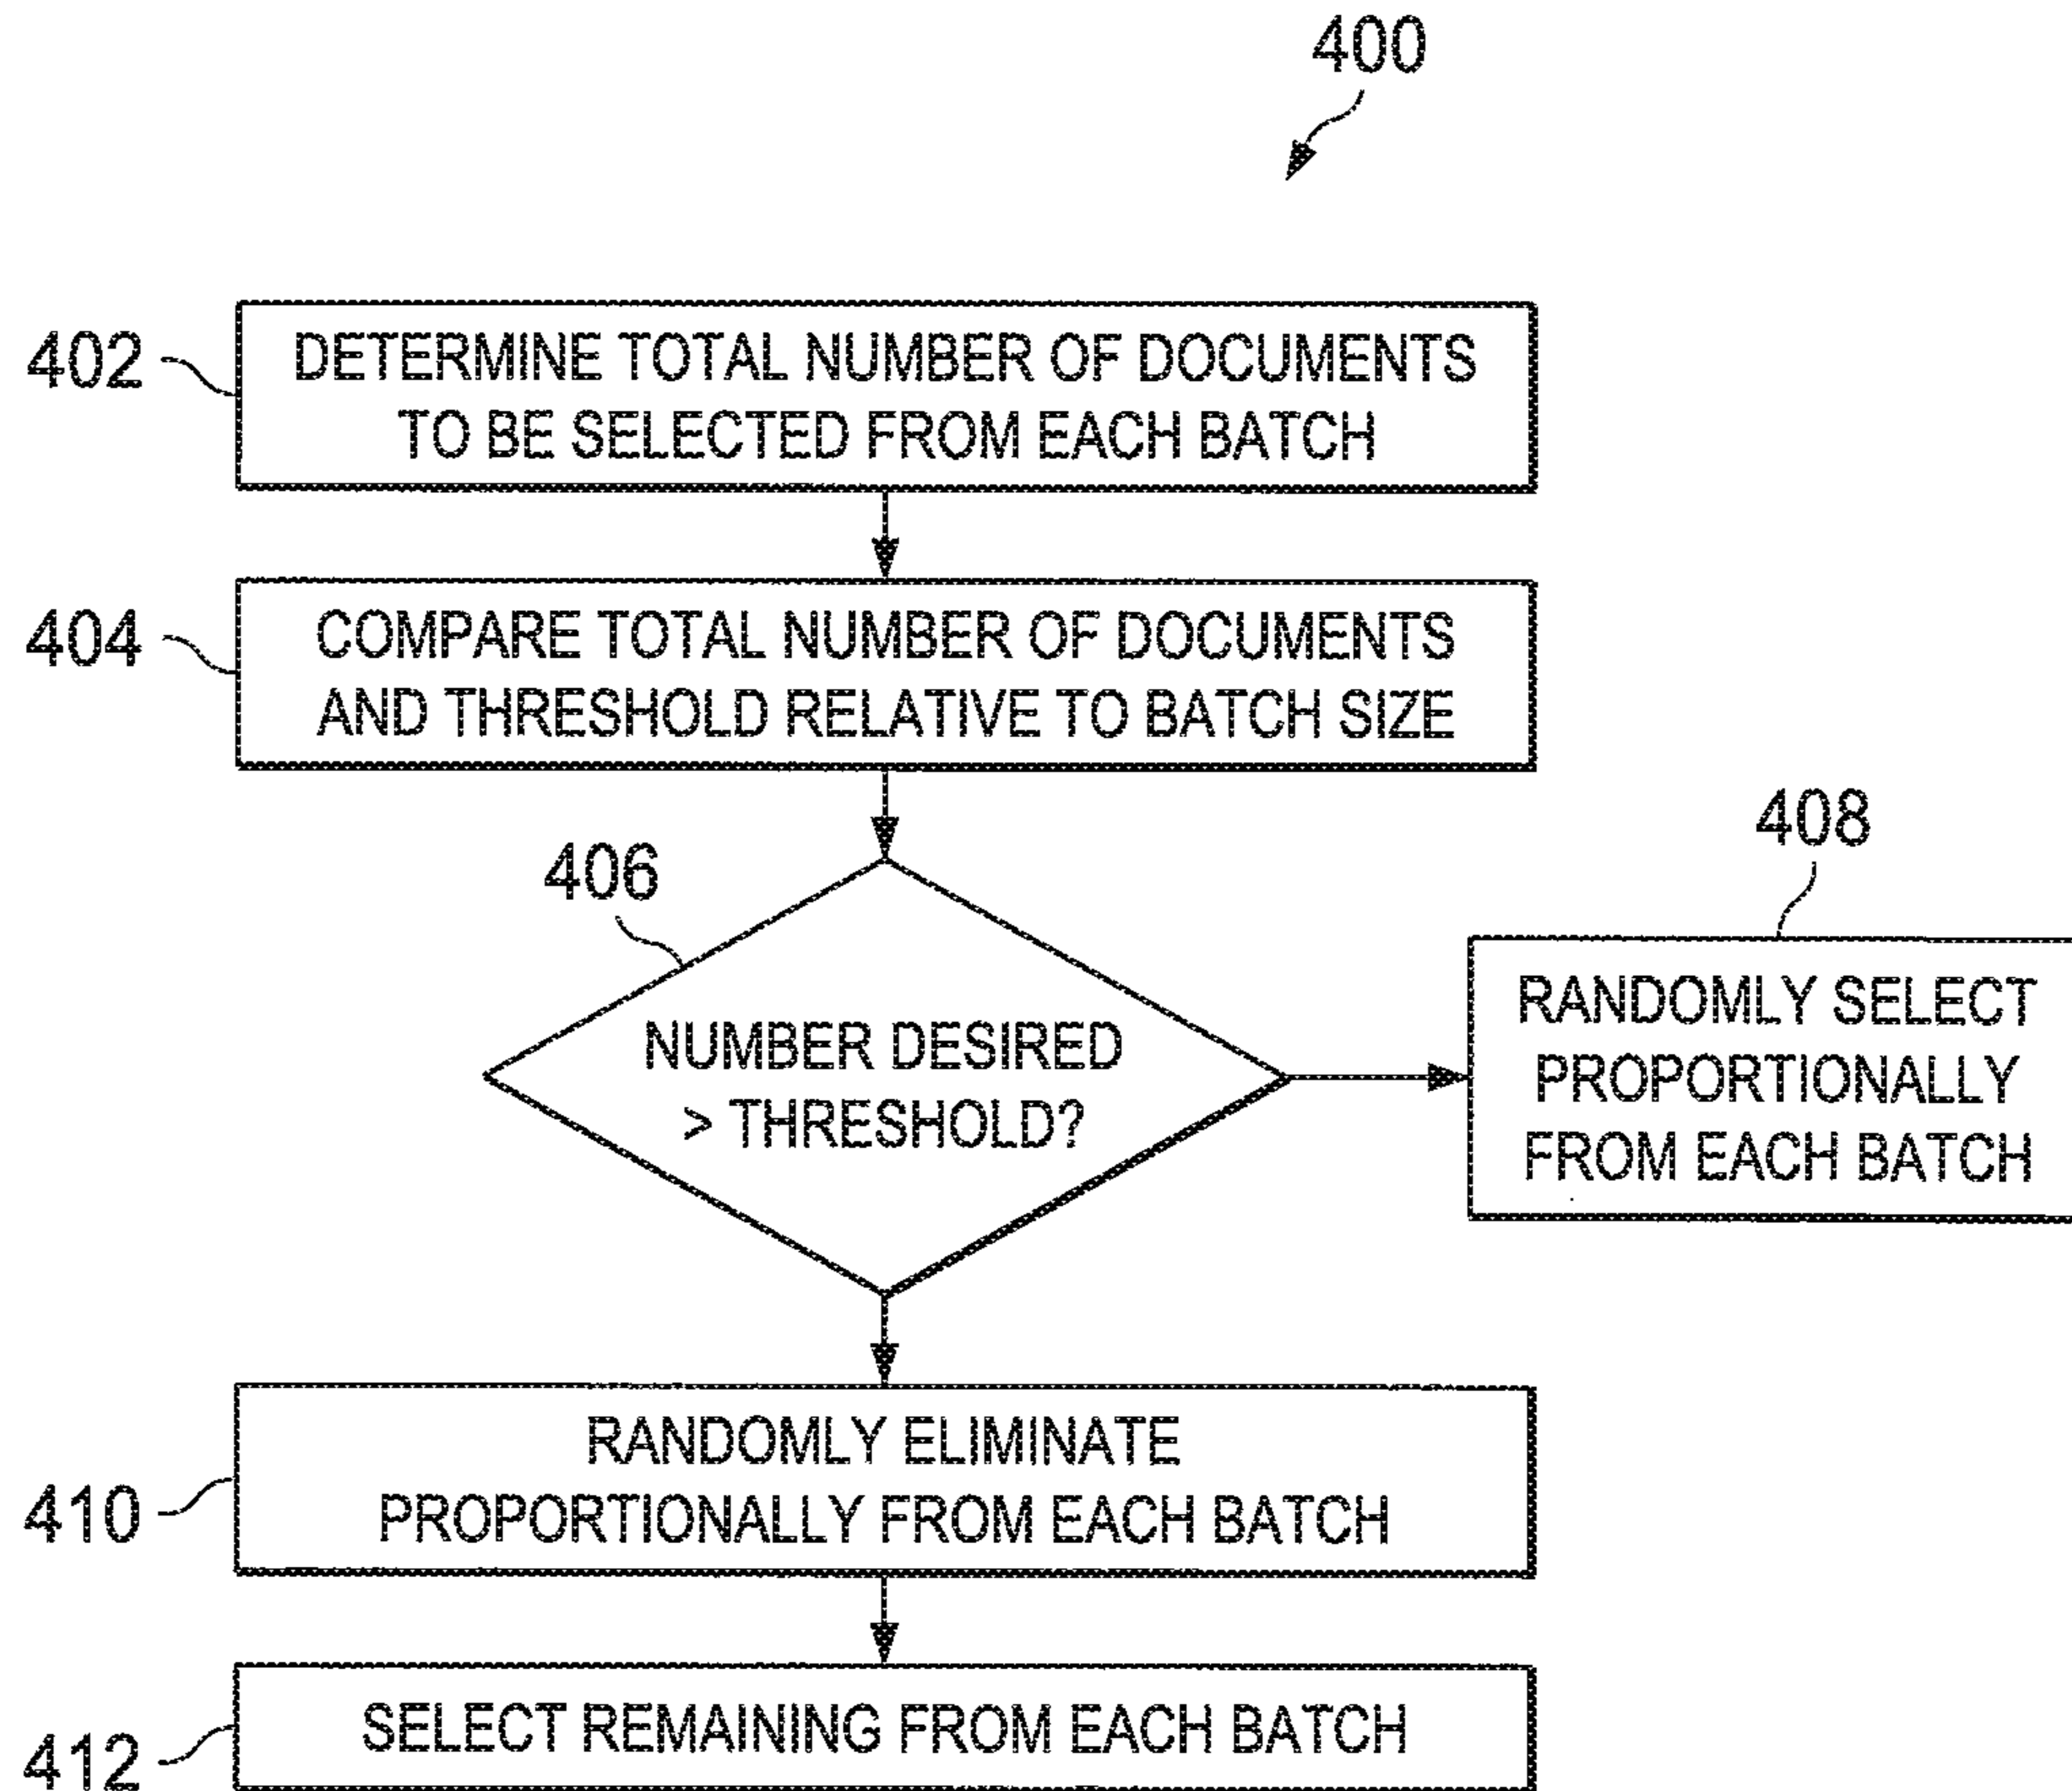 400
402
DETERMINE TOTAL NUMBER OF DOCUMENTS
TO BE SELECTED FROM EACH BATCH
404
COMPARE TOTAL NUMBER OF DOCUMENTS
AND THRESHOLD RELATIVE TO BATCH SIZE
406
NUMBER DESIRED
> THRESHOLD?
408
RANDOMLY SELECT
PROPORTIONALLY
FROM EACH BATCH
410
RANDOMLY ELIMINATE
PROPORTIONALLY FROM EACH BATCH
412
SELECT REMAINING FROM EACH BATCH